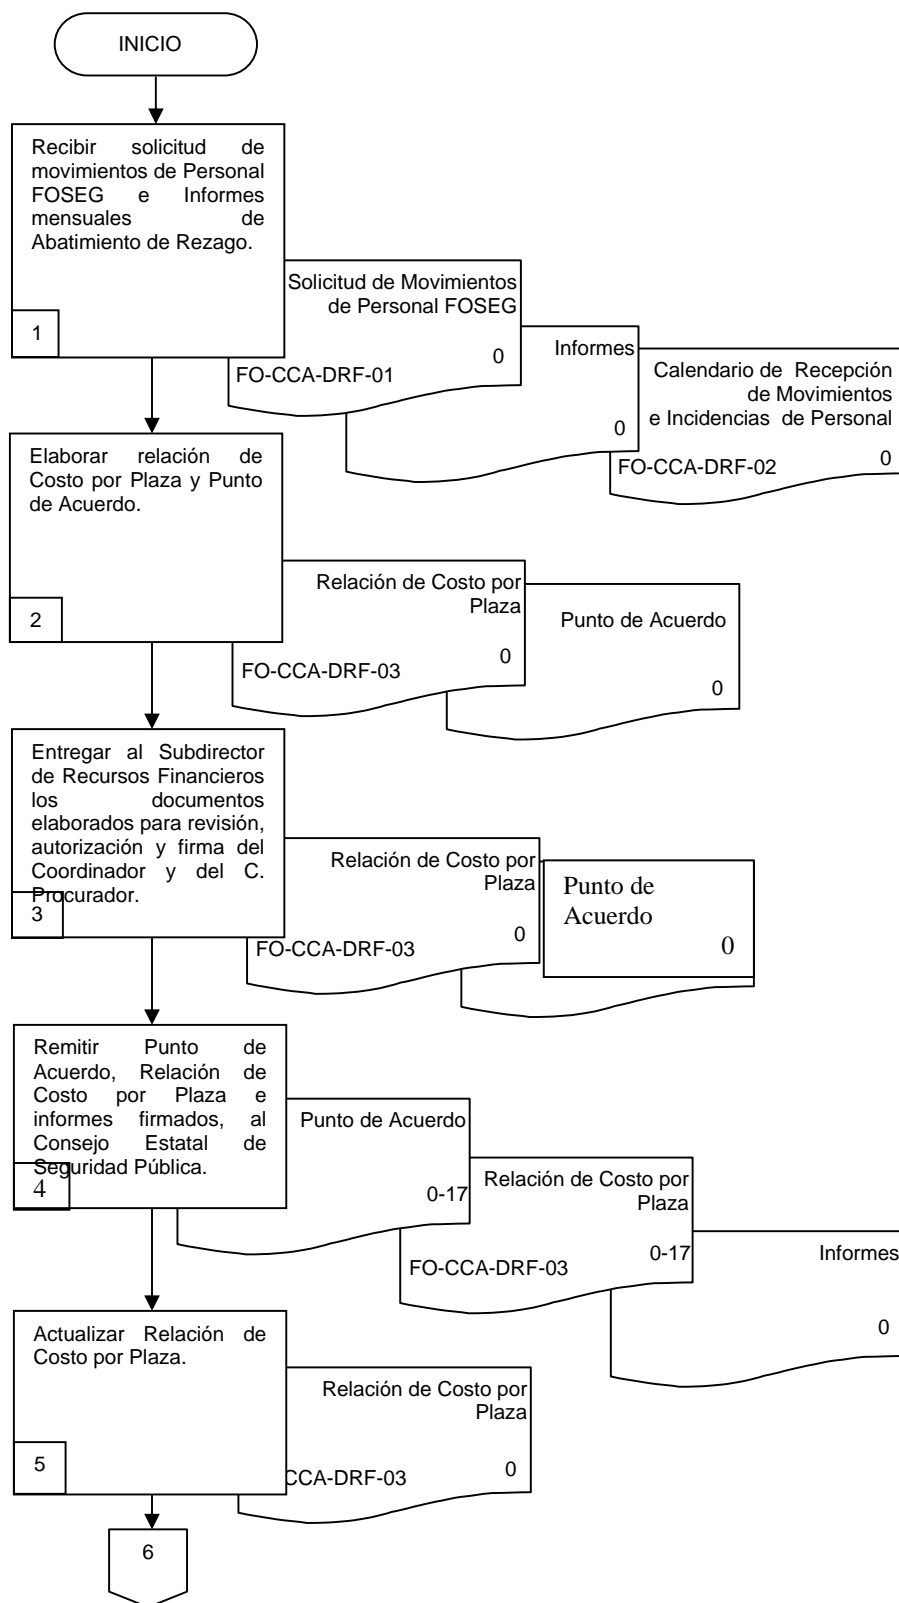 INICIO
Recibir solicitud de
movimientos de Personal
FOSEG e Informes
mensuales de
Abatimiento de Rezago.
1
Solicitud de Movimientos
de Personal FOSEG
0
FO-CCA-DRF-01
Informes
0
Calendario de Recepción
de Movimientos
e Incidencias de Personal
0
FO-CCA-DRF-02
Elaborar relación de
Costo por Plaza y Punto
de Acuerdo.
2
Relación de Costo por
Plaza
0
FO-CCA-DRF-03
Punto de Acuerdo
0
Entregar al Subdirector
de Recursos Financieros
los documentos
elaborados para revisión,
autorización y firma del
Coordinador y del C.
Procurador.
3
Relación de Costo por
Plaza
0
FO-CCA-DRF-03
Punto de
Acuerdo
0
Remitir Punto de
Acuerdo, Relación de
Costo por Plaza e
informes firmados, al
Consejo Estatal de
Seguridad Pública.
4
Punto de Acuerdo
0-17
Relación de Costo por
Plaza
0-17
FO-CCA-DRF-03
Informes
0
Actualizar Relación de
Costo por Plaza.
5
Relación de Costo por
Plaza
0
CCA-DRF-03
6